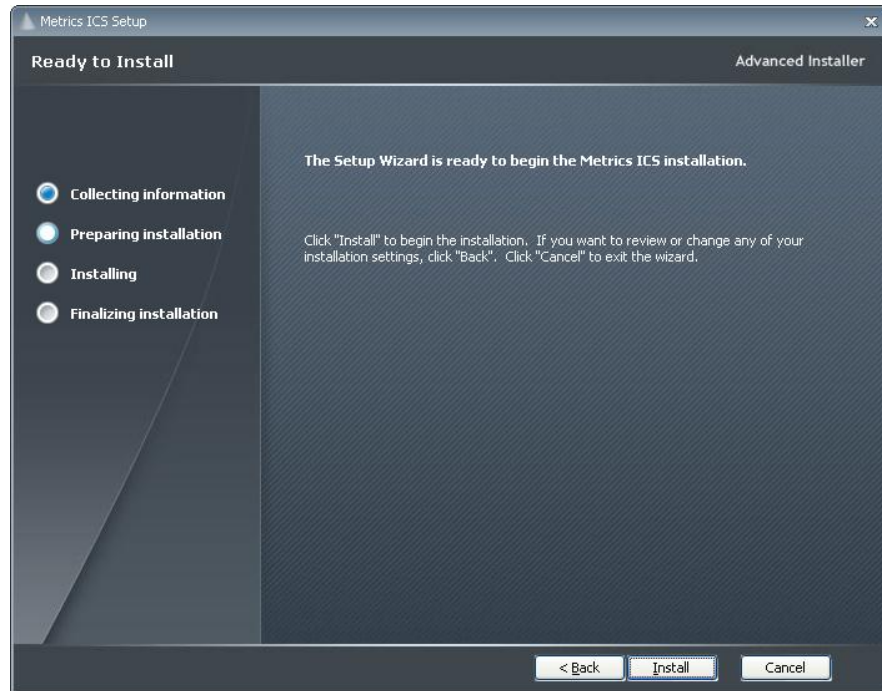 Metrics ICS Setup
Ready to Install
Advanced Installer
The Setup Wizard is ready to begin the Metrics ICS installation.
Collecting information
Preparing installation
Installing
Finalizing installation
Click "Install" to begin the installation. If you want to review or change any of your
installation settings, click "Back". Click "Cancel" to exit the wizard.
< Back
Install
Cancel